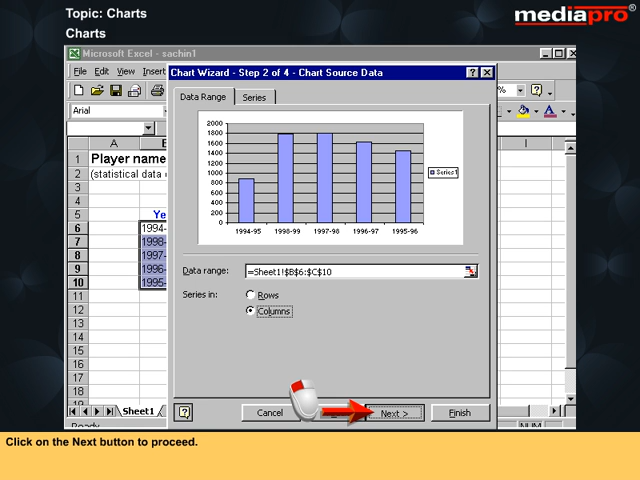 Topic: Charts
mediapro®
Charts
Microsoft Excel - sachin1
File Edit View Insert
Chart Wizard - Step 2 of 4 - Chart Source Data
Data Range Series
Arial
%
A I
1 Player name
2 (statistical data
3
4
5 Ye
6 1994-
7 1998-
8 1997-
9 1996-
10 1995-
11
12
13
14
15
16
17
18
19
2000
1800
1600
1400
1200
1000
800
600
400
200
0
1994-95 1998-99 1997-98 1996-97 1995-96
Series1
Data range: =Sheet1!$B$6:$C$10
Series in: Rows
Columns
Cancel Next > Finish
Sheet1
Ready NUM
Click on the Next button to proceed.